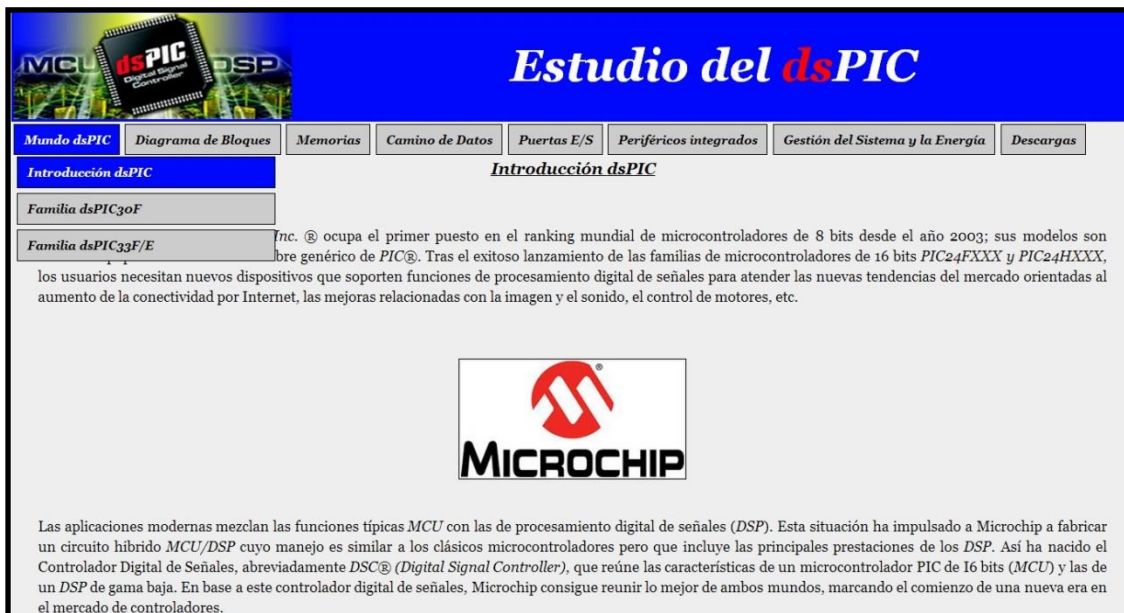 MCU dsPIC DSP
Digital Signal
Controller
Estudio del dsPIC
Mundo dsPIC Diagrama de Bloques Memorias Camino de Datos Puertas E/S Periféricos integrados Gestión del Sistema y la Energía Descargas
Introducción dsPIC
Familia dsPIC30F
Familia dsPIC33F/E
Introducción dsPIC
Inc. ® ocupa el primer puesto en el ranking mundial de microcontroladores de 8 bits desde el año 2003; sus modelos son
bre genérico de PIC®. Tras el exitoso lanzamiento de las familias de microcontroladores de 16 bits PIC24FXXX y PIC24HXXX,
los usuarios necesitan nuevos dispositivos que soporten funciones de procesamiento digital de señales para atender las nuevas tendencias del mercado orientadas al
aumento de la conectividad por Internet, las mejoras relacionadas con la imagen y el sonido, el control de motores, etc.
MICROCHIP
Las aplicaciones modernas mezclan las funciones típicas MCU con las de procesamiento digital de señales (DSP). Esta situación ha impulsado a Microchip a fabricar
un circuito híbrido MCU/DSP cuyo manejo es similar a los clásicos microcontroladores pero que incluye las principales prestaciones de los DSP. Así ha nacido el
Controlador Digital de Señales, abreviadamente DSC® (Digital Signal Controller), que reúne las características de un microcontrolador PIC de I6 bits (MCU) y las de
un DSP de gama baja. En base a este controlador digital de señales, Microchip consigue reunir lo mejor de ambos mundos, marcando el comienzo de una nueva era en
el mercado de controladores.